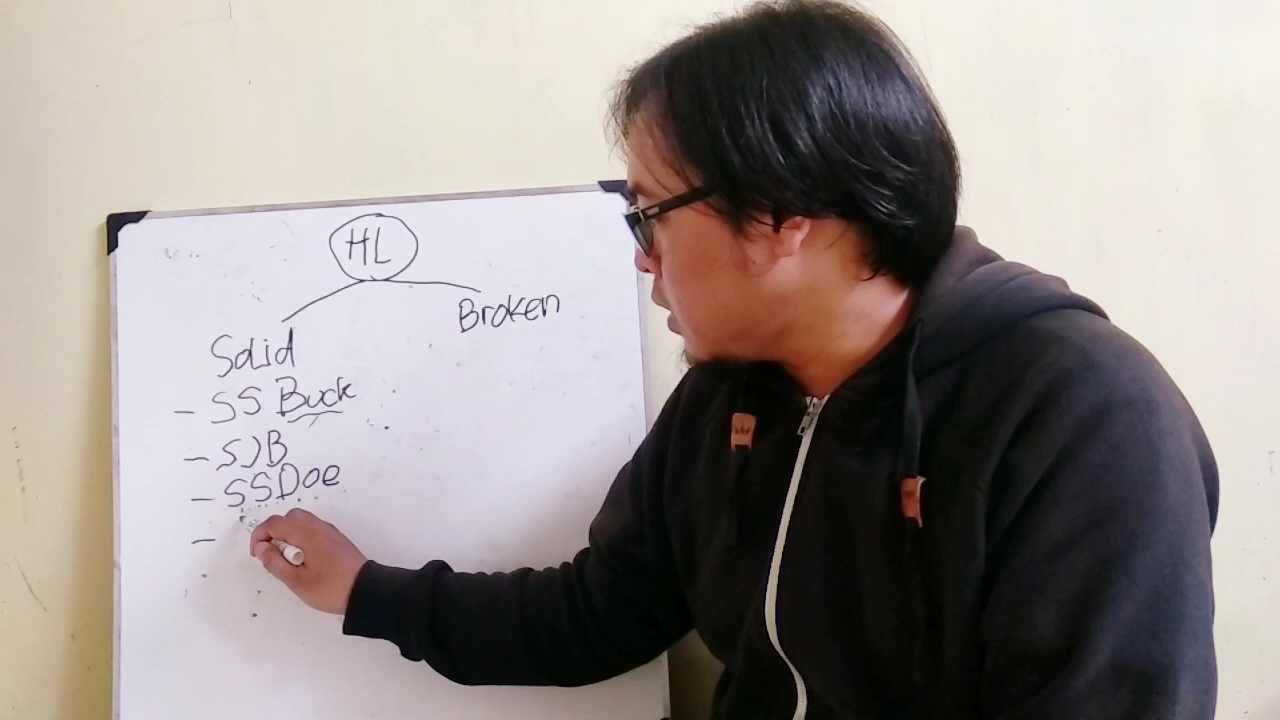 HL
Broken
Solid
- SS Buck
- SJB
- SSDoe
-